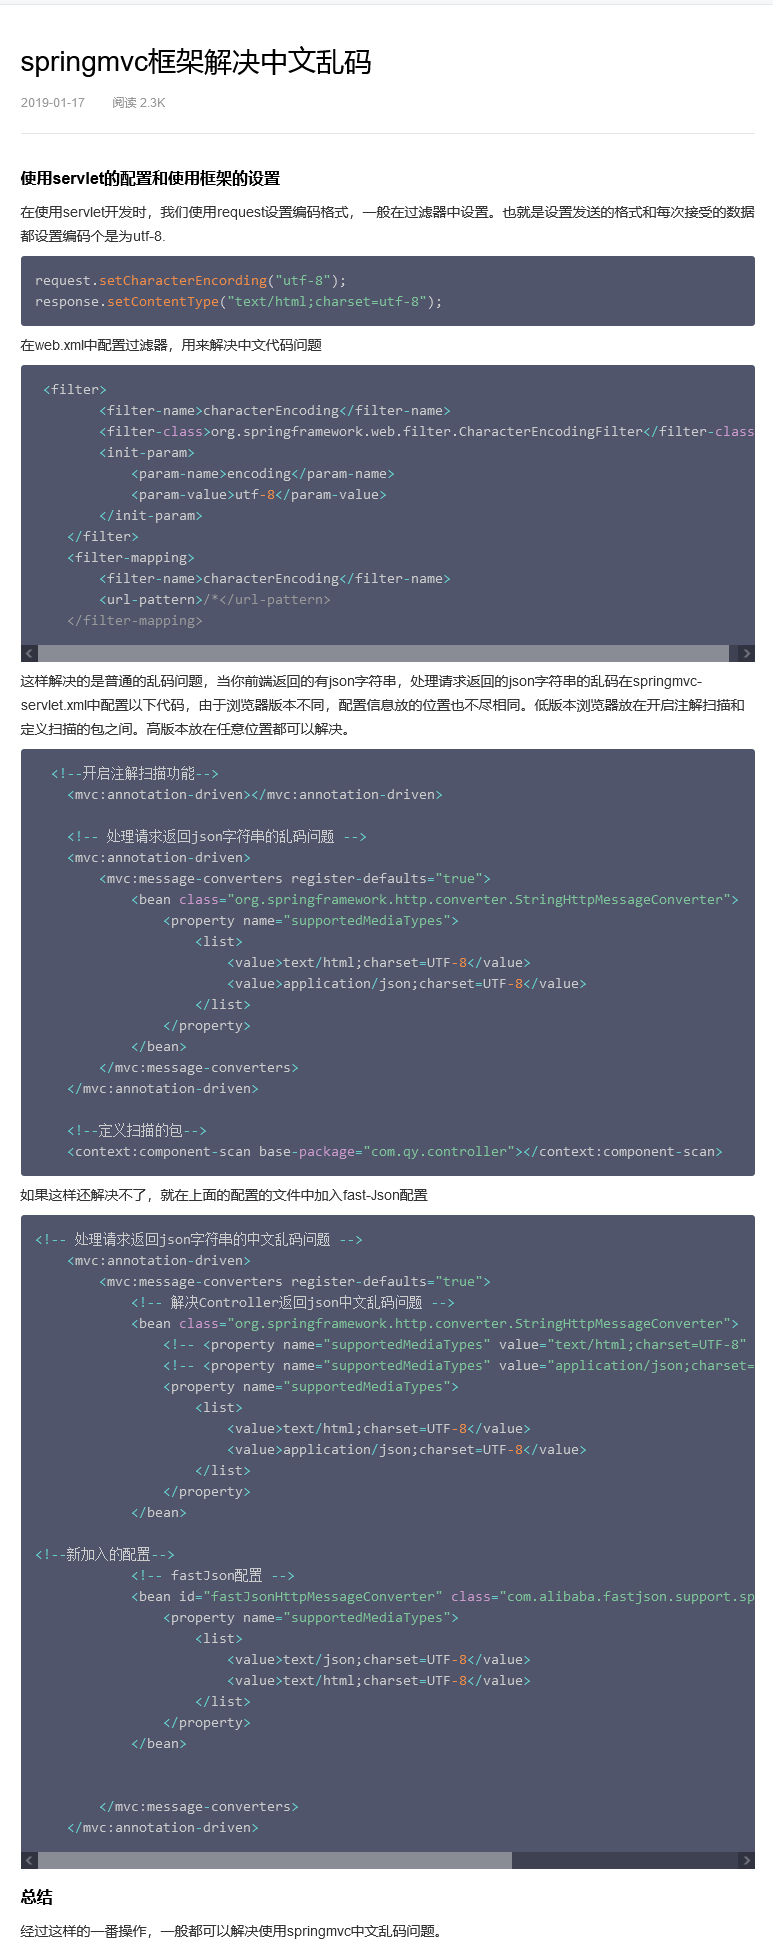 springmvc框架解决中文乱码
2019-01-17 阅读 2.3K
使用servlet的配置和使用框架的设置
在使用servlet开发时，我们使用request设置编码格式，一般在过滤器中设置。也就是设置发送的格式和每次接受的数据
都设置编码个是为utf-8.
request.setCharacterEncording("utf-8");
response.setContentType("text/html;charset=utf-8");
在web.xml中配置过滤器，用来解决中文代码问题
<filter>
<filter-name>characterEncoding</filter-name>
<filter-class>org.springframework.web.filter.CharacterEncodingFilter</filter-class
<init-param>
<param-name>encoding</param-name>
<param-value>utf-8</param-value>
</init-param>
</filter>
<filter-mapping>
<filter-name>characterEncoding</filter-name>
<url-pattern>/*</url-pattern>
</filter-mapping>
这样解决的是普通的乱码问题，当你前端返回的有json字符串，处理请求返回的json字符串的乱码在springmvc-
servlet.xml中配置以下代码，由于浏览器版本不同，配置信息放的位置也不尽相同。低版本浏览器放在开启注解扫描和
定义扫描的包之间。高版本放在任意位置都可以解决。
<!--开启注解扫描功能-->
<mvc:annotation-driven></mvc:annotation-driven>
<!-- 处理请求返回json字符串的乱码问题 -->
<mvc:annotation-driven>
<mvc:message-converters register-defaults="true">
<bean class="org.springframework.http.converter.StringHttpMessageConverter">
<property name="supportedMediaTypes">
<list>
<value>text/html;charset=UTF-8</value>
<value>application/json;charset=UTF-8</value>
</list>
</property>
</bean>
</mvc:message-converters>
</mvc:annotation-driven>
<!--定义扫描的包-->
<context:component-scan base-package="com.qy.controller"></context:component-scan>
如果这样还解决不了，就在上面的配置的文件中加入fast-Json配置
<!-- 处理请求返回json字符串的中文乱码问题 -->
<mvc:annotation-driven>
<mvc:message-converters register-defaults="true">
<!-- 解决Controller返回json中文乱码问题 -->
<bean class="org.springframework.http.converter.StringHttpMessageConverter">
<!-- <property name="supportedMediaTypes" value="text/html;charset=UTF-8"
<!-- <property name="supportedMediaTypes" value="application/json;charset=
<property name="supportedMediaTypes">
<list>
<value>text/html;charset=UTF-8</value>
<value>application/json;charset=UTF-8</value>
</list>
</property>
</bean>
<!--新加入的配置-->
<!-- fastJson配置 -->
<bean id="fastJsonHttpMessageConverter" class="com.alibaba.fastjson.support.sp
<property name="supportedMediaTypes">
<list>
<value>text/json;charset=UTF-8</value>
<value>text/html;charset=UTF-8</value>
</list>
</property>
</bean>
</mvc:message-converters>
</mvc:annotation-driven>
总结
经过这样的一番操作，一般都可以解决使用springmvc中文乱码问题。